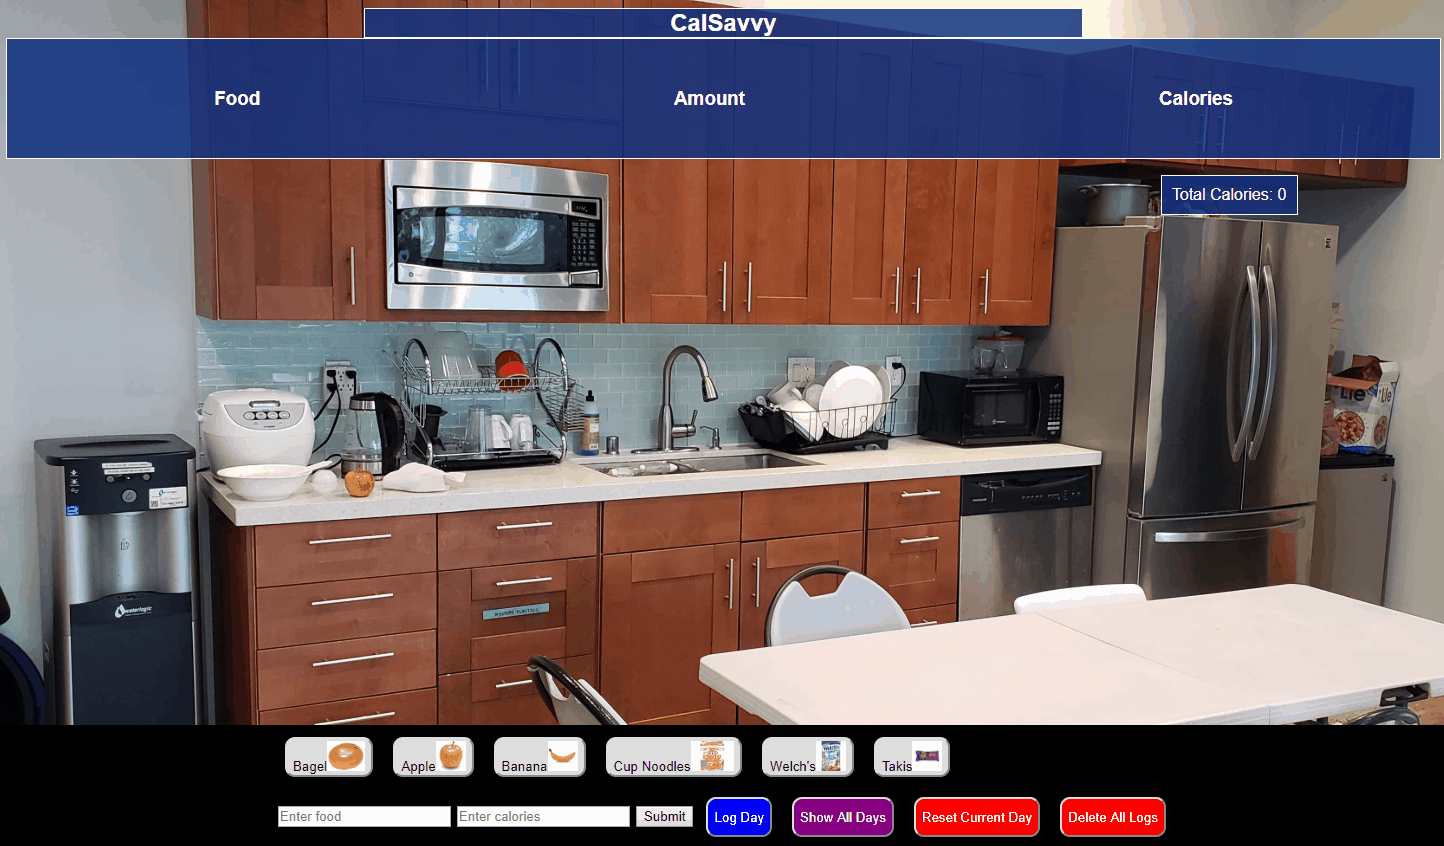 CalSavvy
Food Amount Calories
Total Calories: 0
waterlogic
Bagel Apple Banana Cup Noodles Welch's Takis
Enter food Enter calories Submit Log Day Show All Days Reset Current Day Delete All Logs